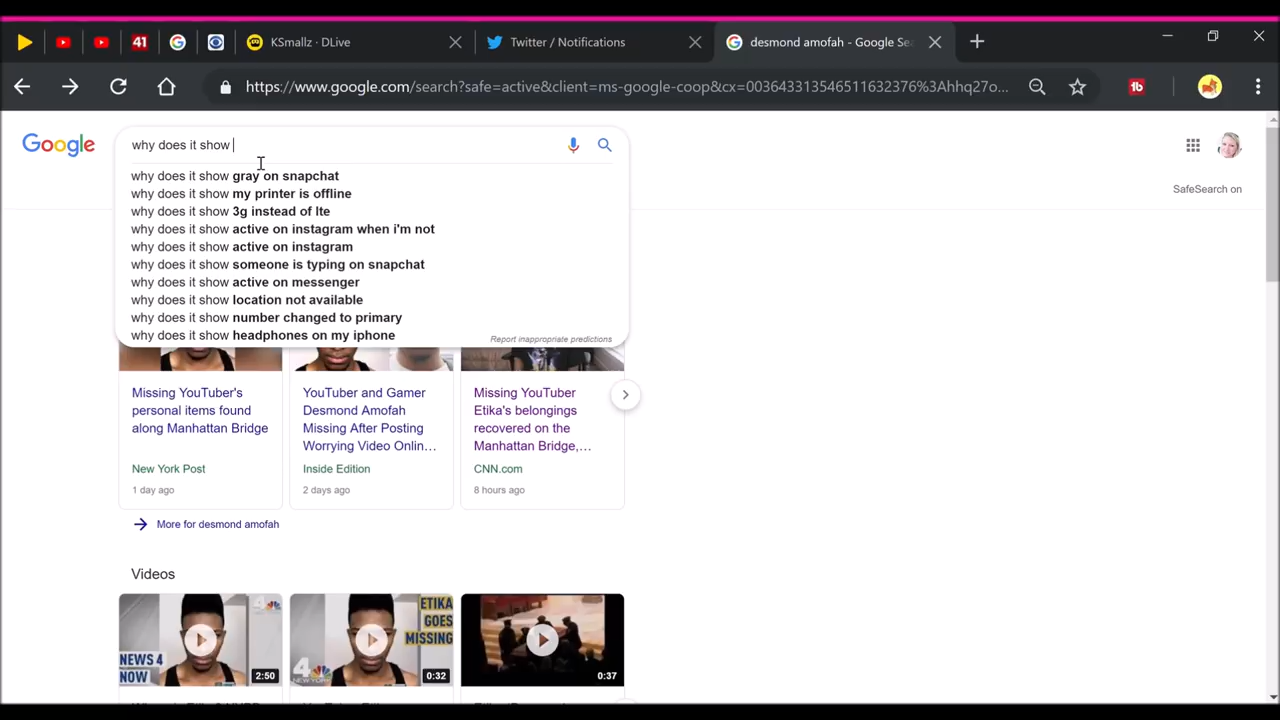 41
KSmallz · DLive
Twitter / Notifications
desmond amofah - Google Sea
https://www.google.com/search?safe=active&client=ms-google-coop&cx=003643313546511632376%3Ahhq27o...
1b
Google
why does it show
why does it show gray on snapchat
why does it show my printer is offline
why does it show 3g instead of lte
why does it show active on instagram when i'm not
why does it show active on instagram
why does it show someone is typing on snapchat
why does it show active on messenger
why does it show location not available
why does it show number changed to primary
why does it show headphones on my iphone
Report inappropriate predictions
SafeSearch on
Missing YouTuber's
personal items found
along Manhattan Bridge
New York Post
1 day ago
YouTuber and Gamer
Desmond Amofah
Missing After Posting
Worrying Video Onlin…
Inside Edition
2 days ago
Missing YouTuber
Etika's belongings
recovered on the
Manhattan Bridge,…
CNN.com
8 hours ago
More for desmond amofah
Videos
4
NEWS 4
NOW
2:50
ETIKA
GOES
MISSING
4
NEW YORK
0:32
0:37